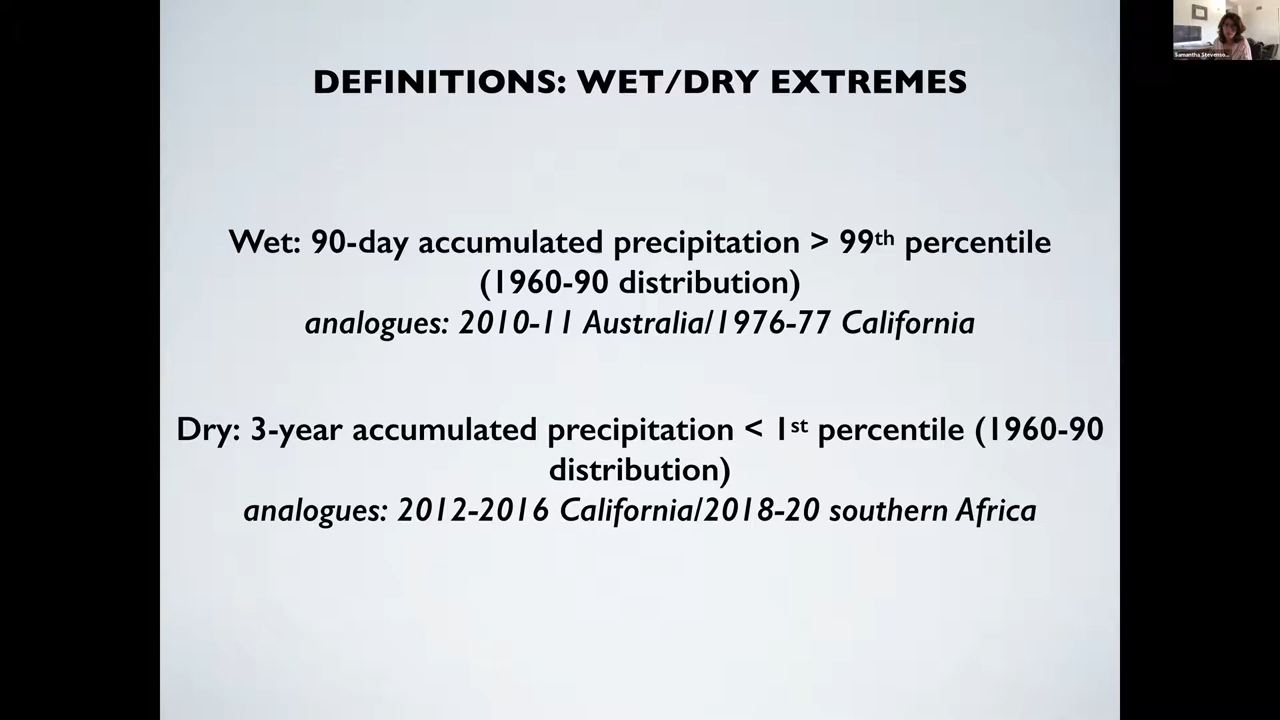 Samantha Stevenso...
DEFINITIONS: WET/DRY EXTREMES
Wet: 90-day accumulated precipitation > 99th percentile
(1960-90 distribution)
analogues: 2010-11 Australia/1976-77 California
Dry: 3-year accumulated precipitation < 1st percentile (1960-90
distribution)
analogues: 2012-2016 California/2018-20 southern Africa